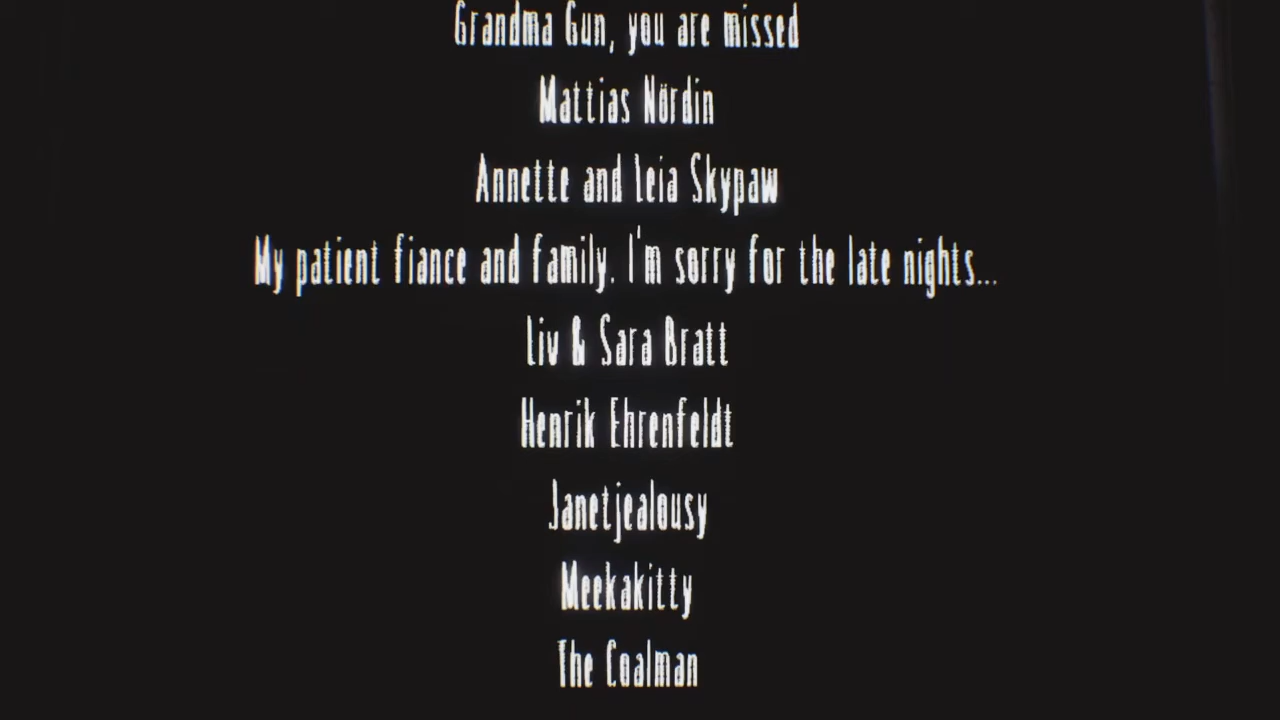 Grandma Gun, you are missed
Mattias Nördin
Annette and Leia Skypaw
My patient fiance and family. I'm sorry for the late nights...
Liv & Sara Bratt
Henrik Ehrenfeldt
Janetjealousy
Meekakitty
The Coalman